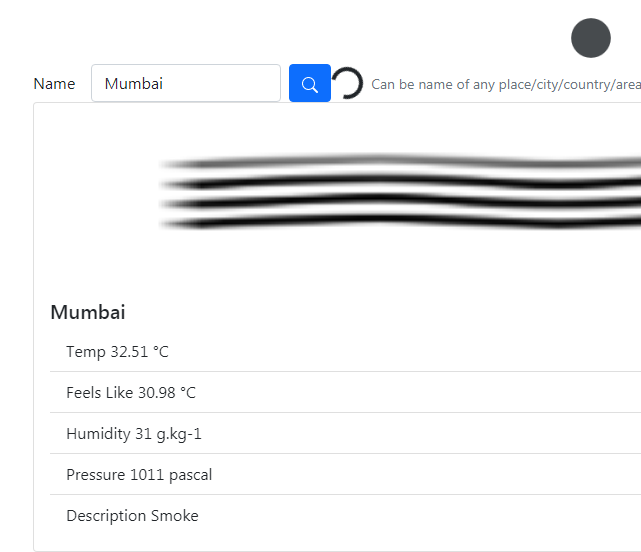 Name Mumbai Can be name of any place/city/country/area
Mumbai
Temp 32.51 °C
Feels Like 30.98 °C
Humidity 31 g.kg-1
Pressure 1011 pascal
Description Smoke